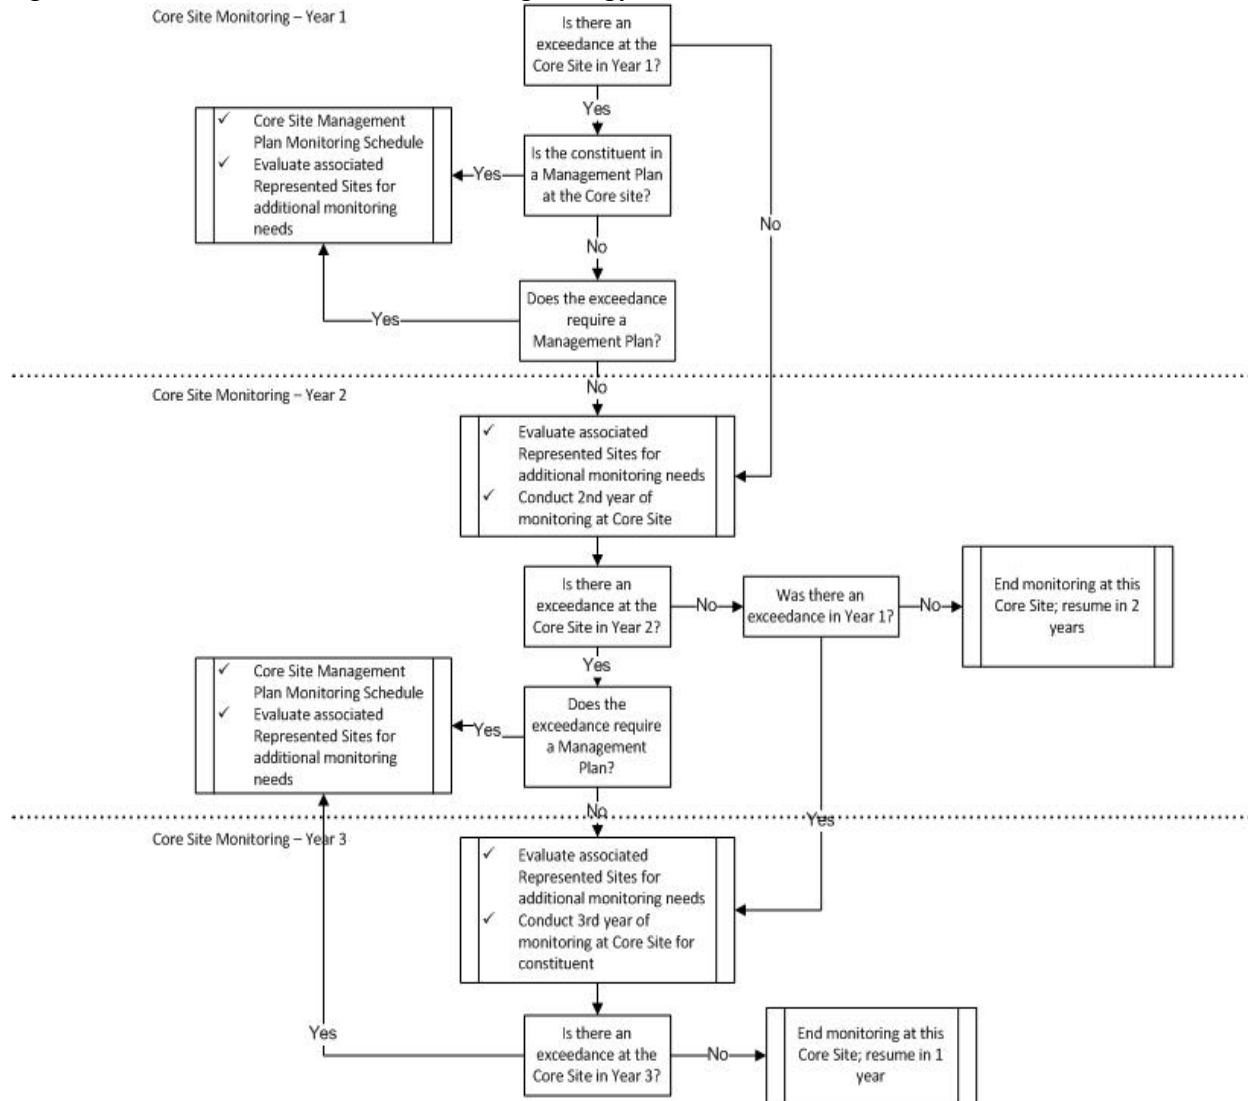 Core Site Monitoring – Year 1
Is there an
exceedance at the
Core Site in Year 1?
Yes
✓ Core Site Management
Plan Monitoring Schedule
✓ Evaluate associated
Represented Sites for
additional monitoring
needs
Yes
Is the constituent in
a Management Plan
at the Core site?
No
No
Does the exceedance
require a
Management Plan?
Yes
No
Core Site Monitoring – Year 2
✓ Evaluate associated
Represented Sites for
additional monitoring needs
✓ Conduct 2nd year of
monitoring at Core Site
Is there an
exceedance at the
Core Site in Year 2?
No
Was there an
exceedance in Year 1?
No
End monitoring at this
Core Site; resume in 2
years
Yes
✓ Core Site Management
Plan Monitoring Schedule
✓ Evaluate associated
Represented Sites for
additional monitoring
needs
Yes
Does the
exceedance require
a Management
Plan?
No
Yes
Core Site Monitoring – Year 3
✓ Evaluate associated
Represented Sites for
additional monitoring needs
✓ Conduct 3rd year of
monitoring at Core Site for
constituent
Yes
Is there an
exceedance at the
Core Site in Year 3?
No
End monitoring at this
Core Site; resume in 1
year